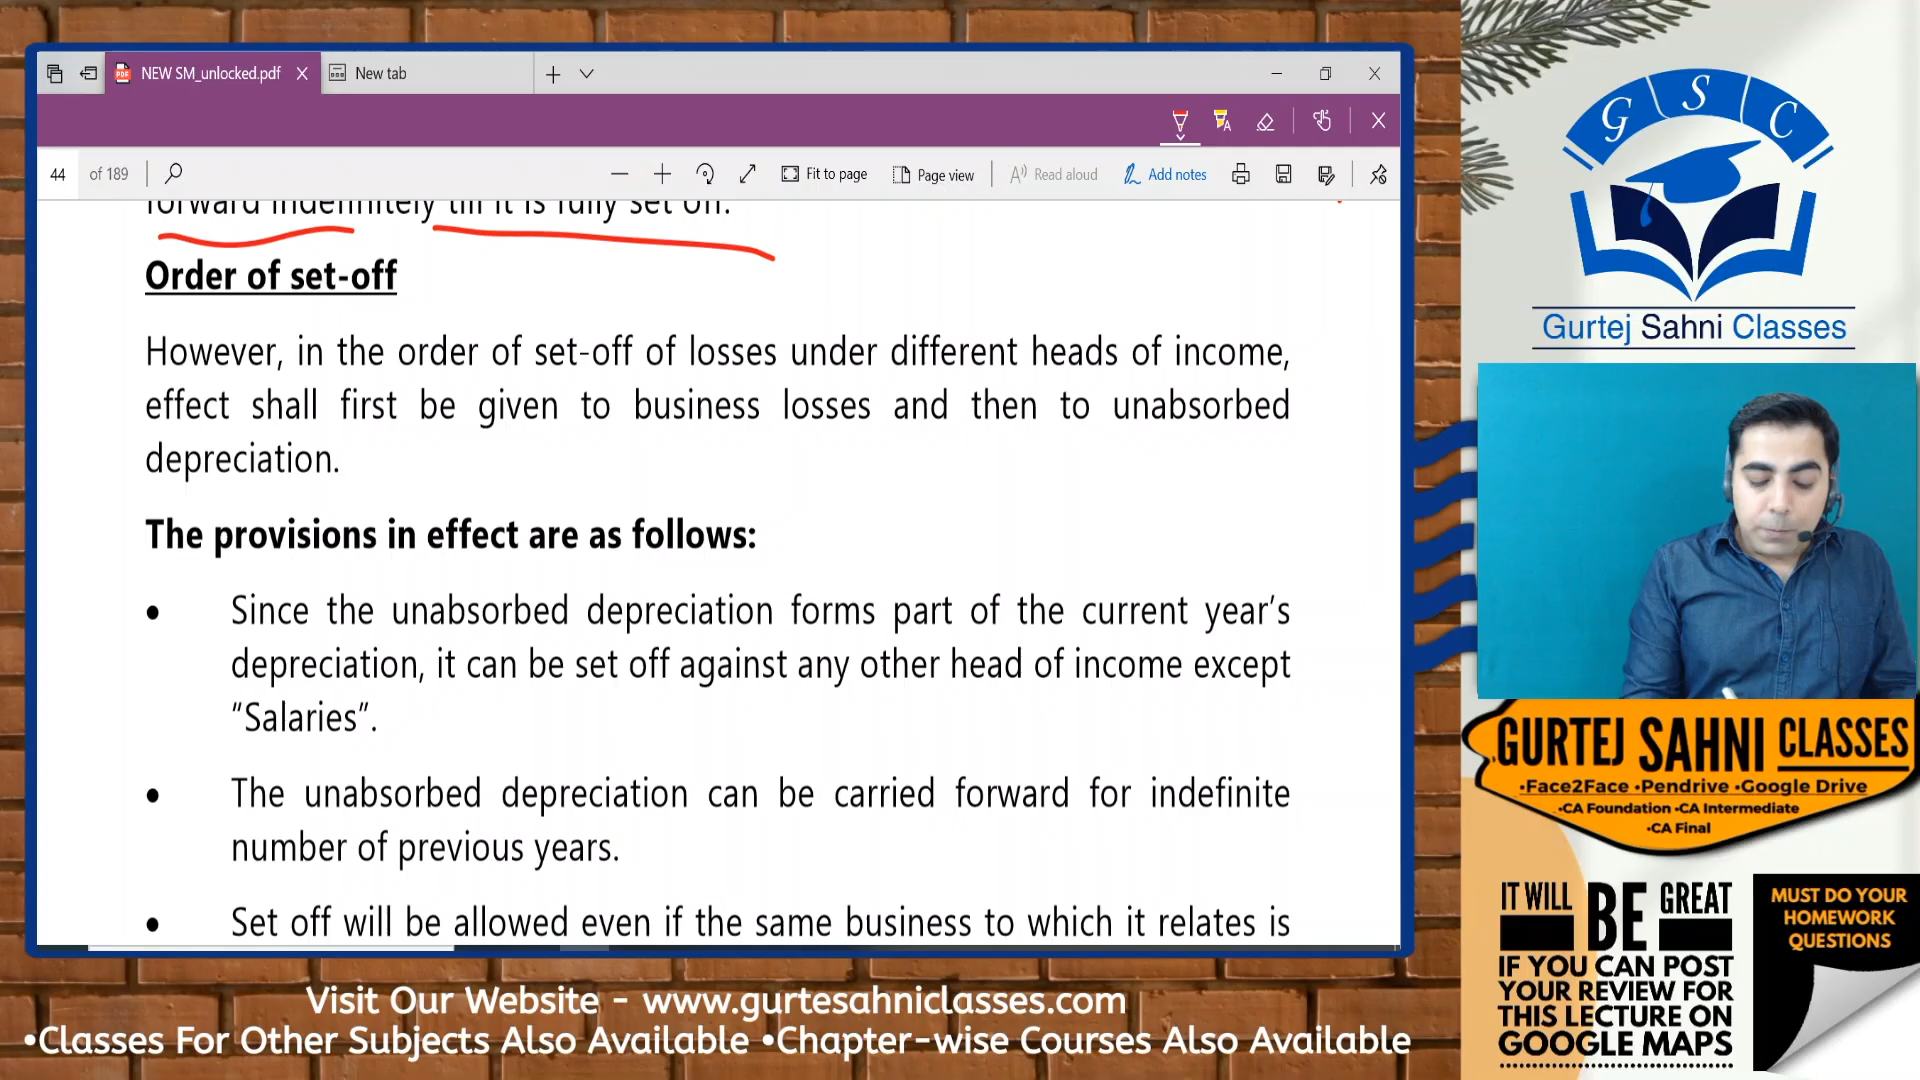 NEW SM_unlocked.pdf
New tab
44 of 189
Fit to page
Page view
Read aloud
Add notes
forward indefinitely till it is fully set off.
Order of set-off
However, in the order of set-off of losses under different heads of income,
effect shall first be given to business losses and then to unabsorbed
depreciation.
The provisions in effect are as follows:
• Since the unabsorbed depreciation forms part of the current year's
depreciation, it can be set off against any other head of income except
"Salaries".
• The unabsorbed depreciation can be carried forward for indefinite
number of previous years.
• Set off will be allowed even if the same business to which it relates is
G S C
Gurtej Sahni Classes
GURTEJ SAHNI CLASSES
•Face2Face •Pendrive •Google Drive
•CA Foundation •CA Intermediate
•CA Final
IT WILL BE GREAT
IF YOU CAN POST
YOUR REVIEW FOR
THIS LECTURE ON
GOOGLE MAPS
MUST DO YOUR
HOMEWORK
QUESTIONS
Visit Our Website - www.gurtesahniclasses.com
•Classes For Other Subjects Also Available •Chapter-wise Courses Also Available